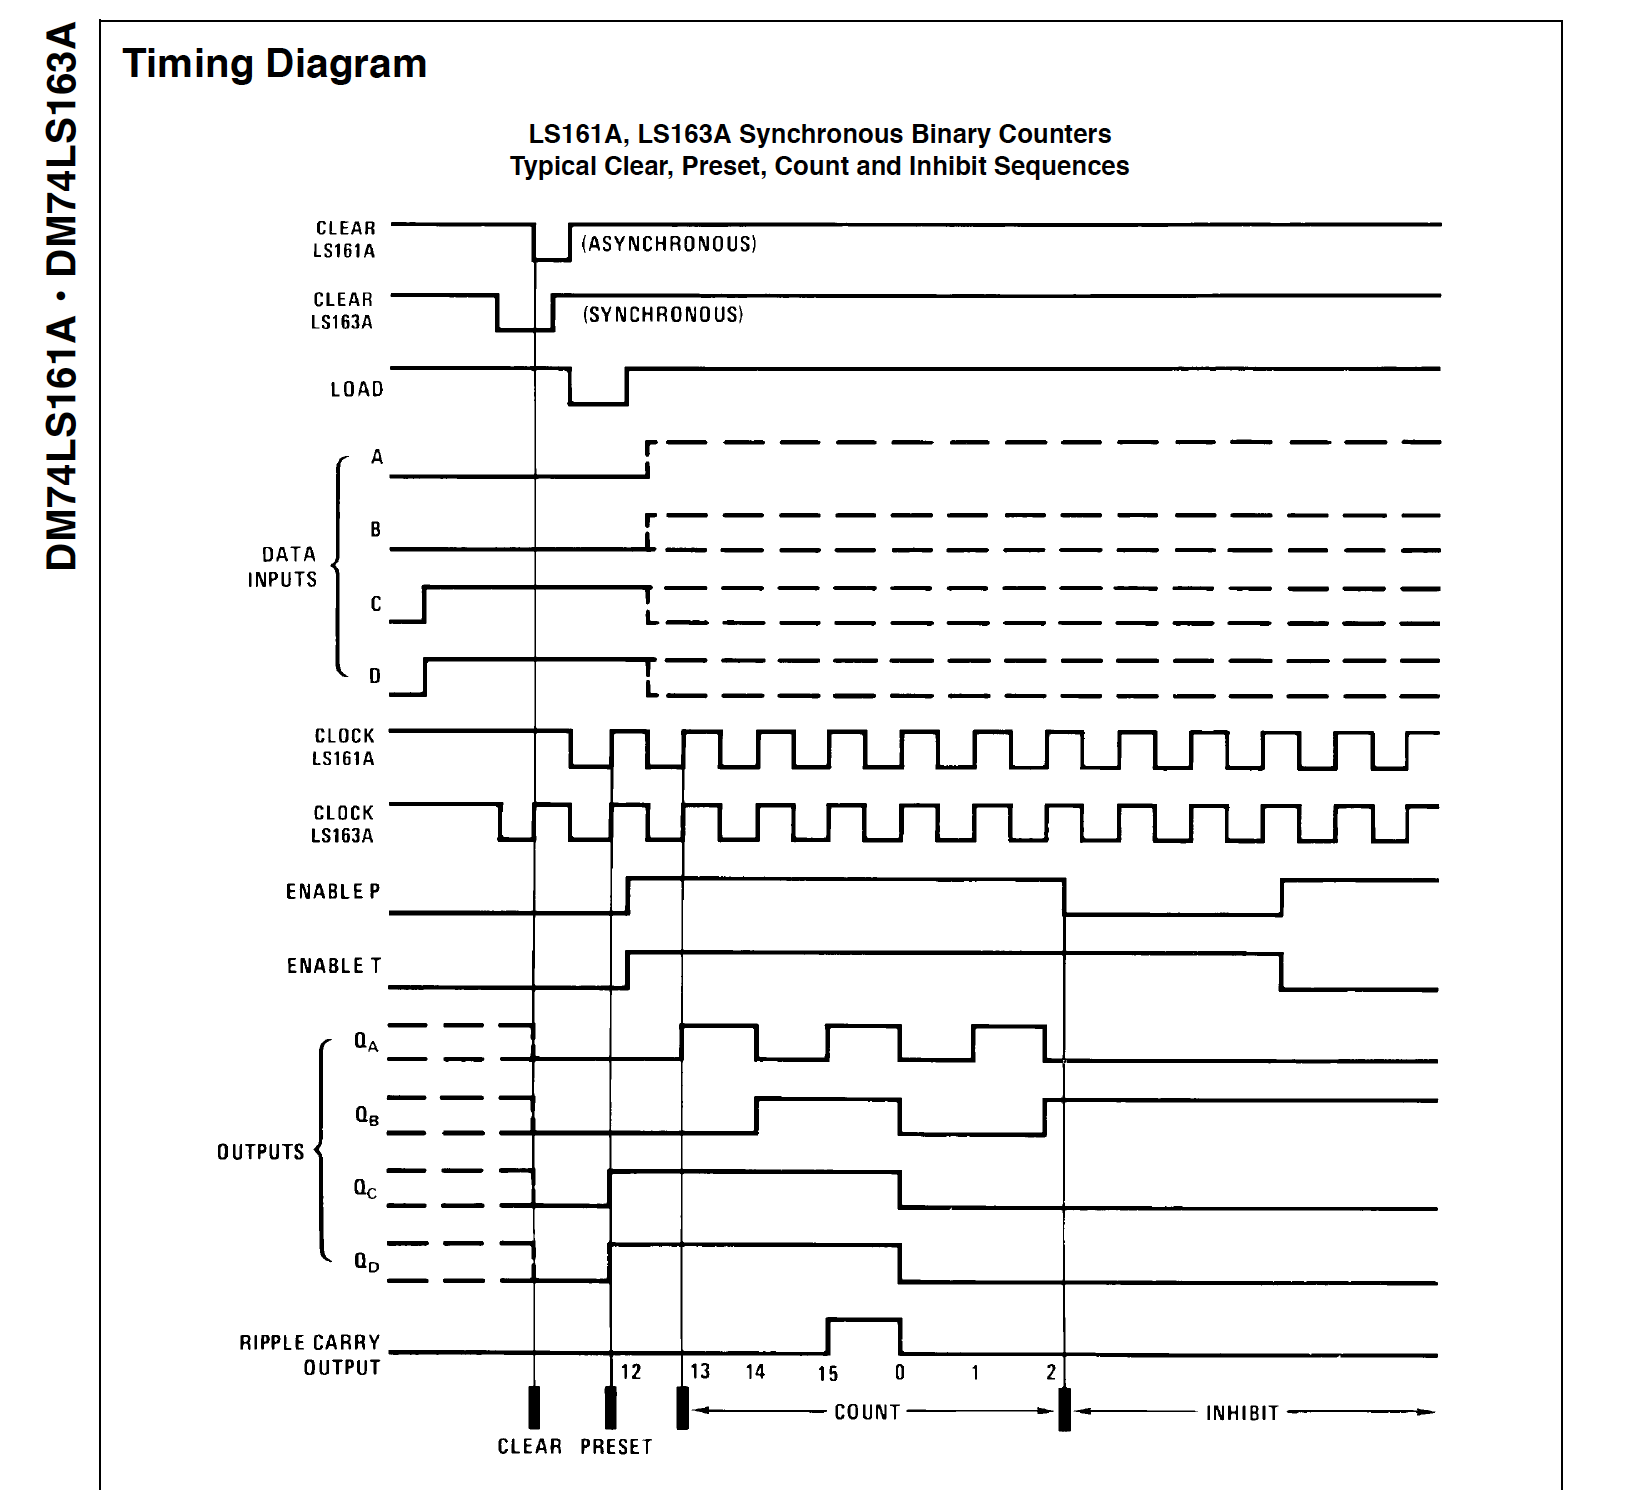 DM74LS161A • DM74LS163A
Timing Diagram
LS161A, LS163A Synchronous Binary Counters
Typical Clear, Preset, Count and Inhibit Sequences
CLEAR
LS161A
(ASYNCHRONOUS)
CLEAR
LS163A
(SYNCHRONOUS)
LOAD
DATA
INPUTS
A
B
C
D
CLOCK
LS161A
CLOCK
LS163A
ENABLE P
ENABLE T
OUTPUTS
QA
QB
QC
QD
RIPPLE CARRY
OUTPUT
12 13 14 15 0 1 2
COUNT INHIBIT
CLEAR PRESET